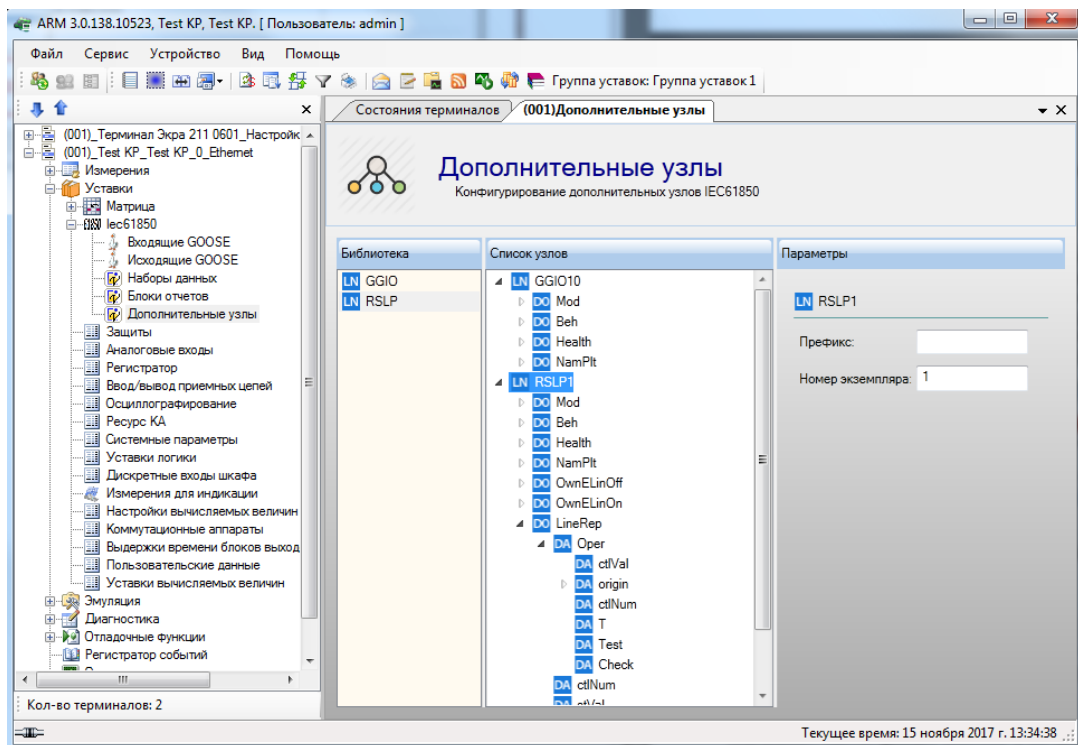 ARM 3.0.138.10523, Test KP, Test KP. [ Пользователь: admin ]
Файл Сервис Устройство Вид Помощь
Группа уставок: Группа уставок 1
(001)_Терминал Экра 211 0601_Настройк
(001)_Test KP_Test KP_0_Ethernet
Измерения
Уставки
Матрица
61850 Iec61850
Входящие GOOSE
Исходящие GOOSE
Наборы данных
Блоки отчетов
Дополнительные узлы
Защиты
Аналоговые входы
Регистратор
Ввод/вывод приемных цепей
Осциллографирование
Ресурс КА
Системные параметры
Уставки логики
Дискретные входы шкафа
Измерения для индикации
Настройки вычисляемых величин
Коммутационные аппараты
Выдержки времени блоков выход
Пользовательские данные
Уставки вычисляемых величин
Эмуляция
Диагностика
Отладочные функции
Регистратор событий
Кол-во терминалов: 2
Состояния терминалов (001)Дополнительные узлы
Дополнительные узлы
Конфигурирование дополнительных узлов IEC61850
Библиотека
LN GGIO
LN RSLP
Список узлов
LN GGIO10
DO Mod
DO Beh
DO Health
DO NamPlt
LN RSLP1
DO Mod
DO Beh
DO Health
DO NamPlt
DO OwnELinOff
DO OwnELinOn
DO LineRep
DA Oper
DA ctlVal
DA origin
DA ctlNum
DA T
DA Test
DA Check
DA ctlNum
DA ctVal
Параметры
LN RSLP1
Префикс:
Номер экземпляра: 1
Текущее время: 15 ноября 2017 г. 13:34:38